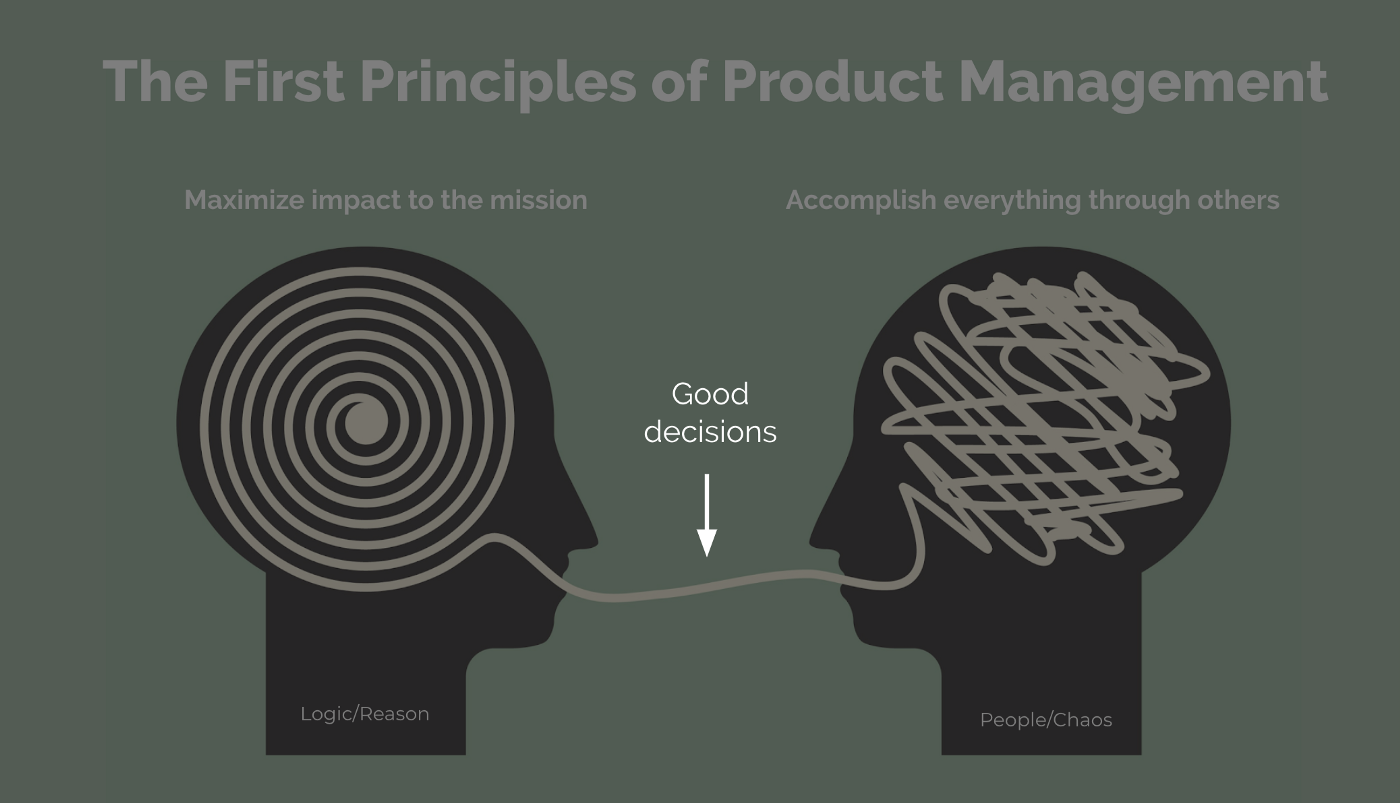 The First Principles of Product Management
Maximize impact to the mission
Accomplish everything through others
Good
decisions
Logic/Reason
People/Chaos